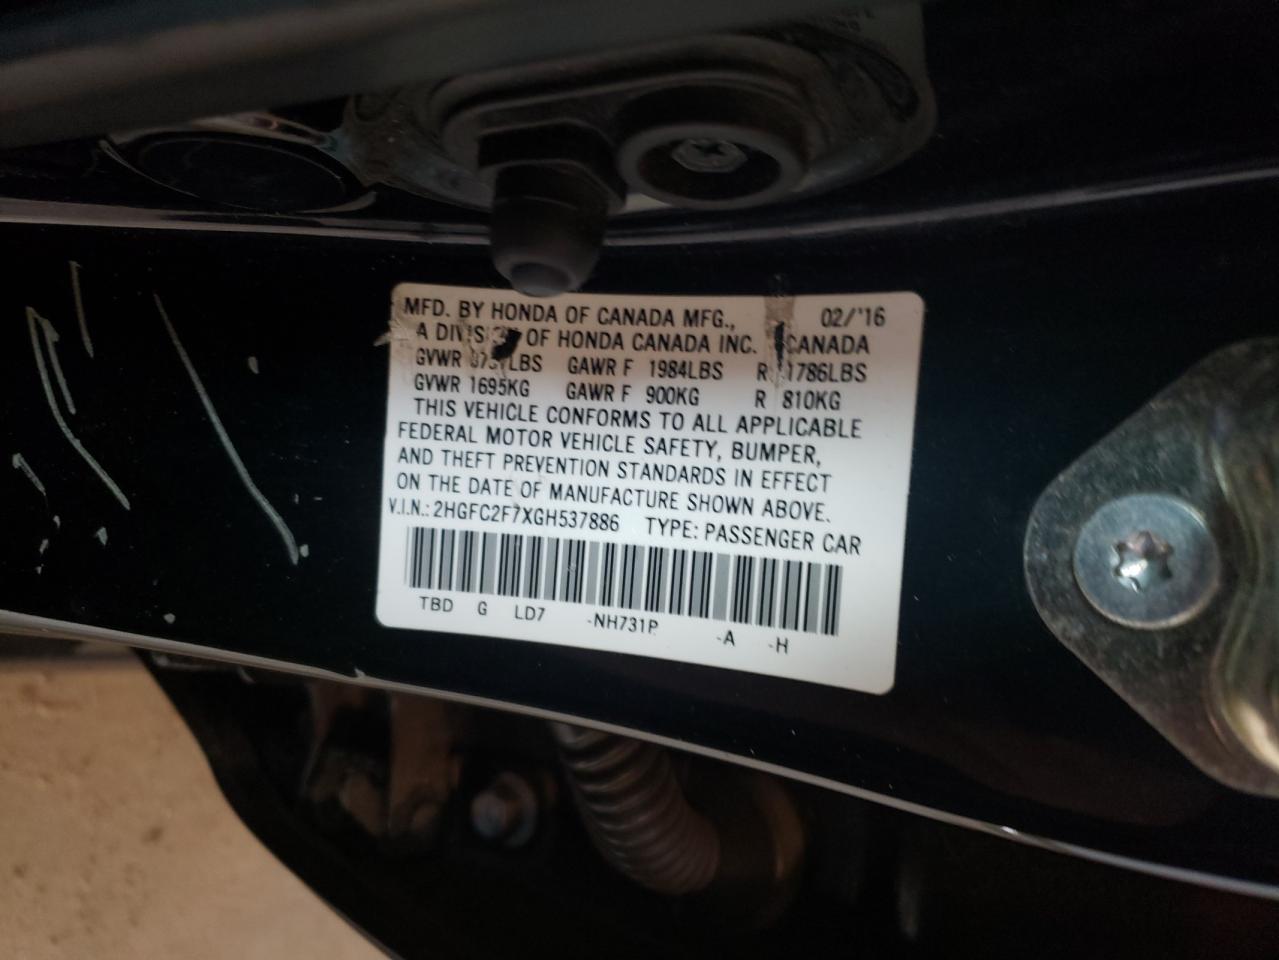 MFD. BY HONDA OF CANADA MFG., 02/'16
A OF HONDA CANADA INC. CANADA
GVWR GAWR F 1984LBS R 1786LBS
GVWR 1695KG GAWR F 900KG R 810KG
THIS VEHICLE CONFORMS TO ALL APPLICABLE
FEDERAL MOTOR VEHICLE SAFETY, BUMPER,
AND THEFT PREVENTION STANDARDS IN EFFECT
ON THE DATE OF MANUFACTURE SHOWN ABOVE.
V.I.N.: 2HGFC2F7XGH537886 TYPE: PASSENGER CAR
TBD G LD7 -NH731P -A -H